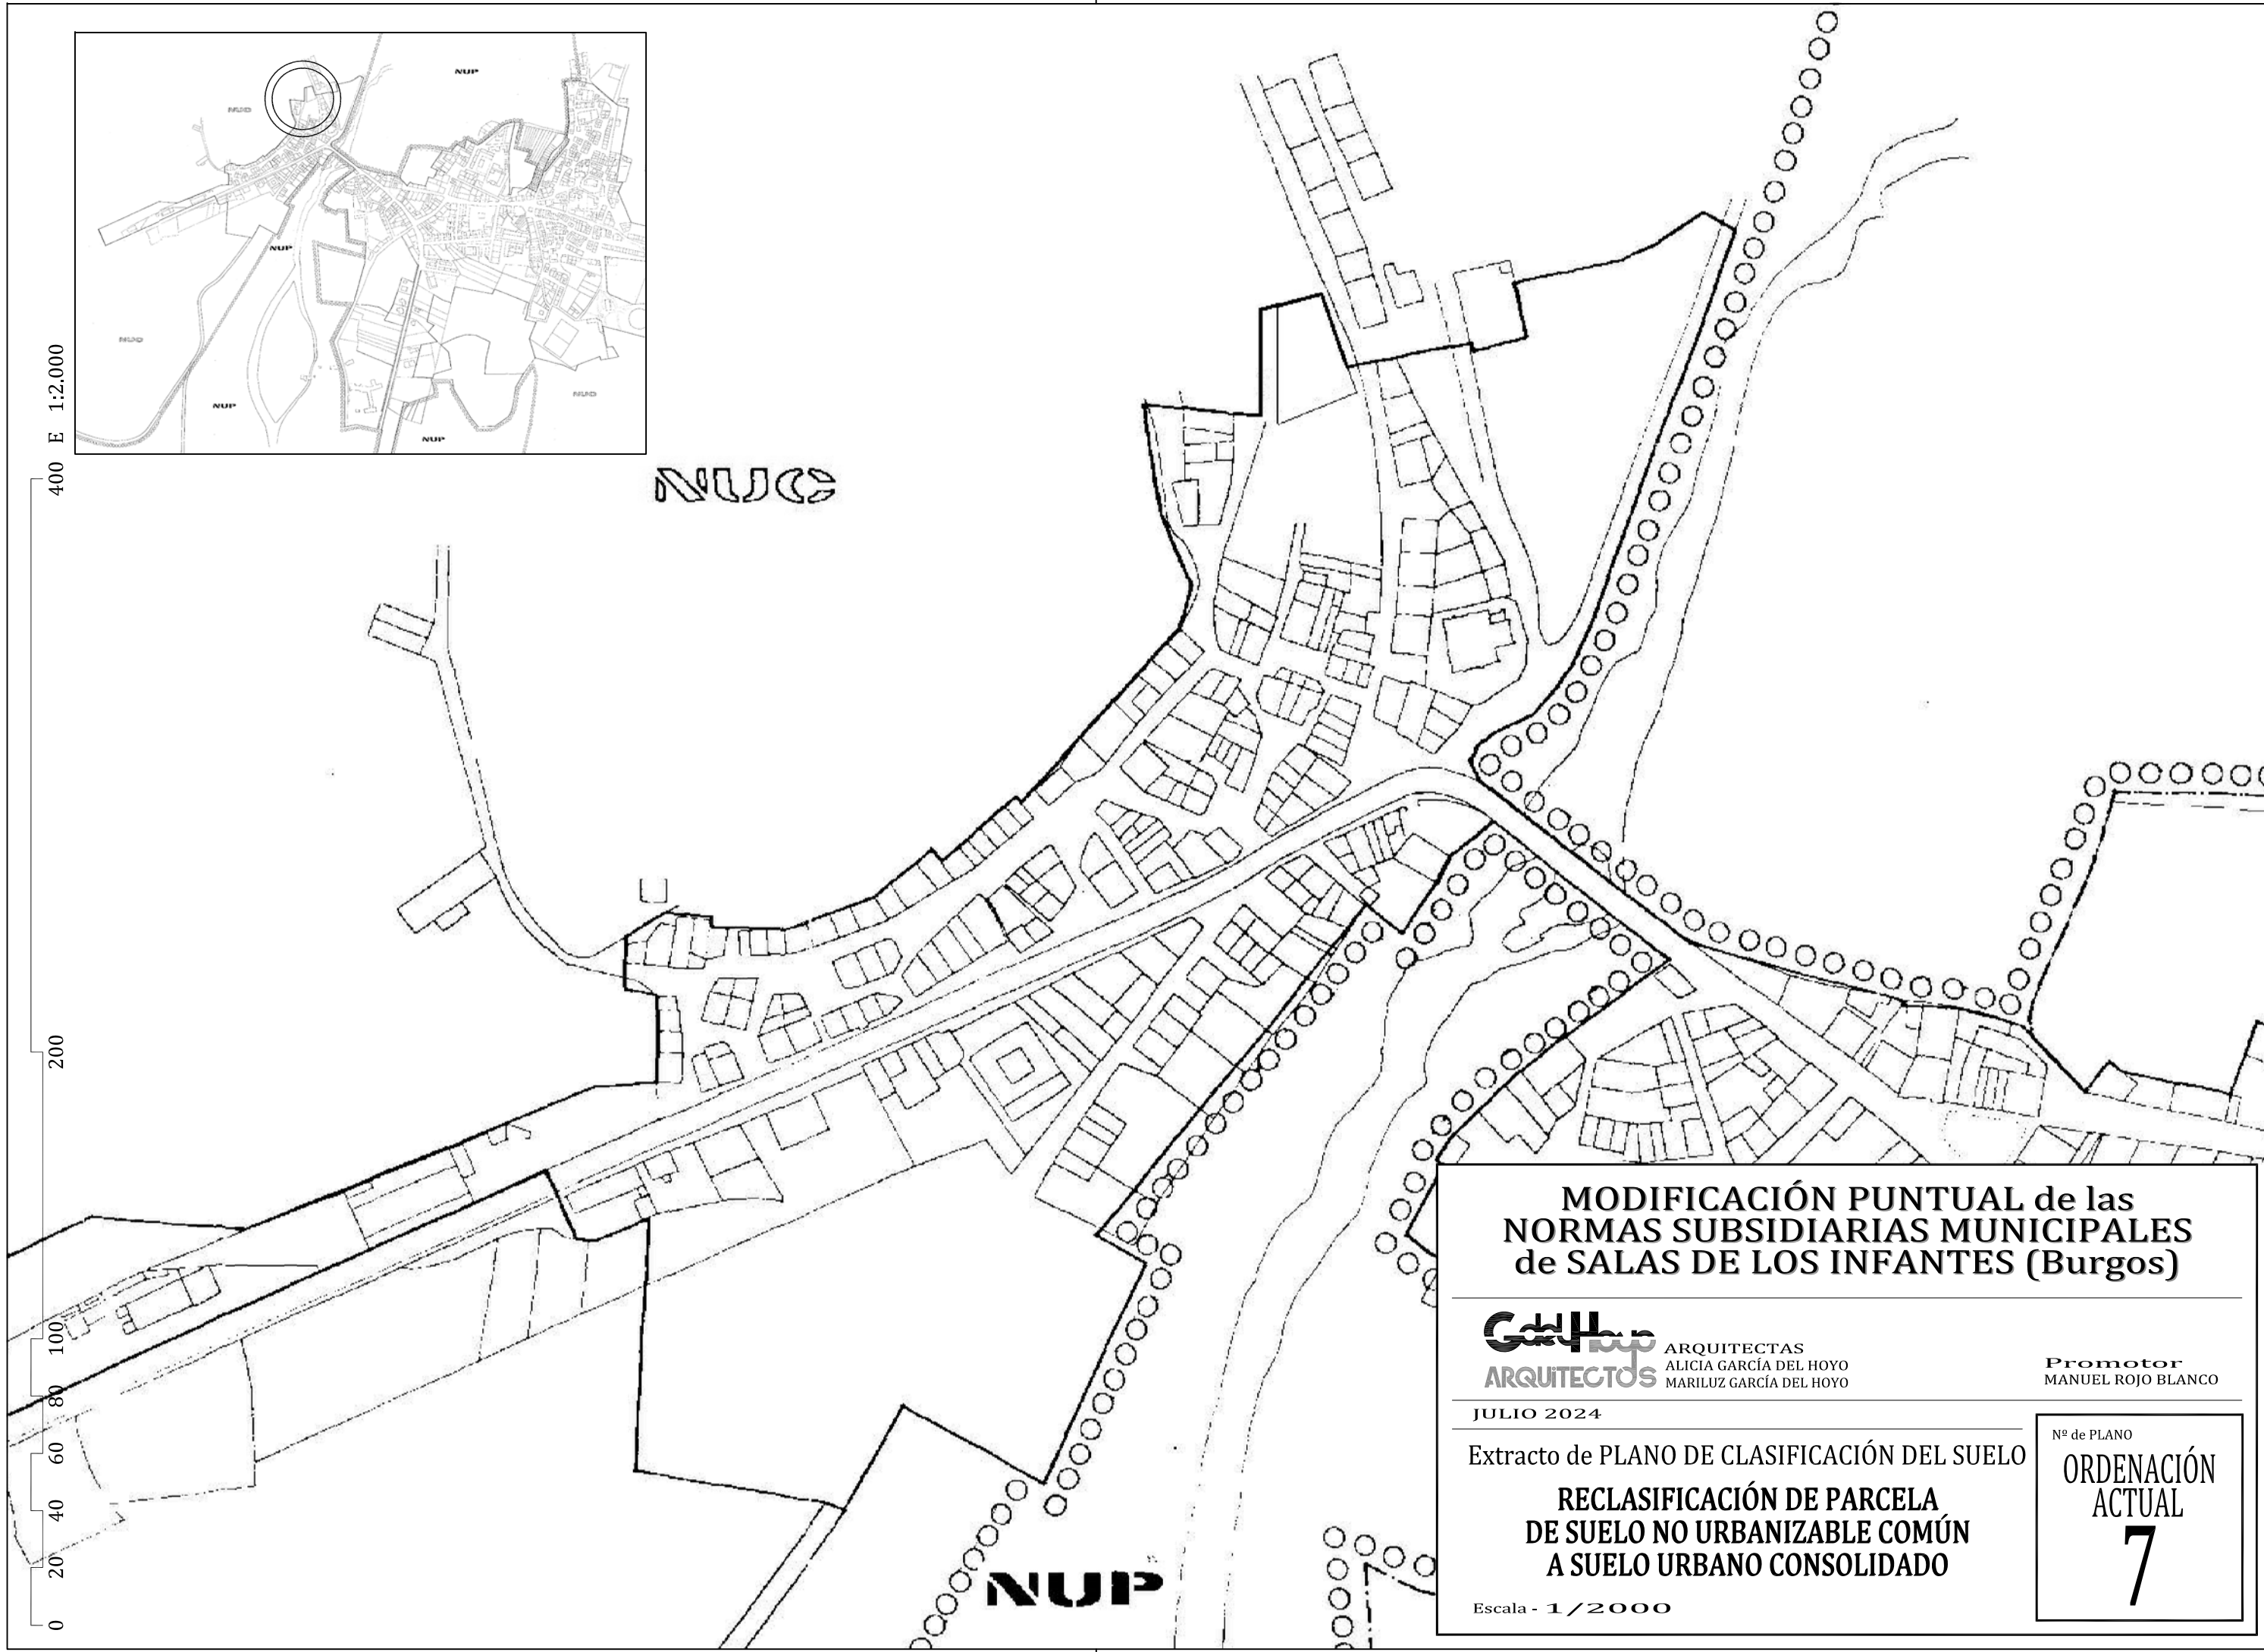 NUP
NUC
NUP
NUC
NUP
NUC
NUP
E 1:2.000
400
200
100
80
60
40
20
0
NUC
NUP
MODIFICACIÓN PUNTUAL de las
NORMAS SUBSIDIARIAS MUNICIPALES
de SALAS DE LOS INFANTES (Burgos)
GdelHoyo
ARQUITECTOS
ARQUITECTAS
ALICIA GARCÍA DEL HOYO
MARILUZ GARCÍA DEL HOYO
Promotor
MANUEL ROJO BLANCO
JULIO 2024
Extracto de PLANO DE CLASIFICACIÓN DEL SUELO
RECLASIFICACIÓN DE PARCELA
DE SUELO NO URBANIZABLE COMÚN
A SUELO URBANO CONSOLIDADO
Escala - 1/2000
Nº de PLANO
ORDENACIÓN
ACTUAL
7